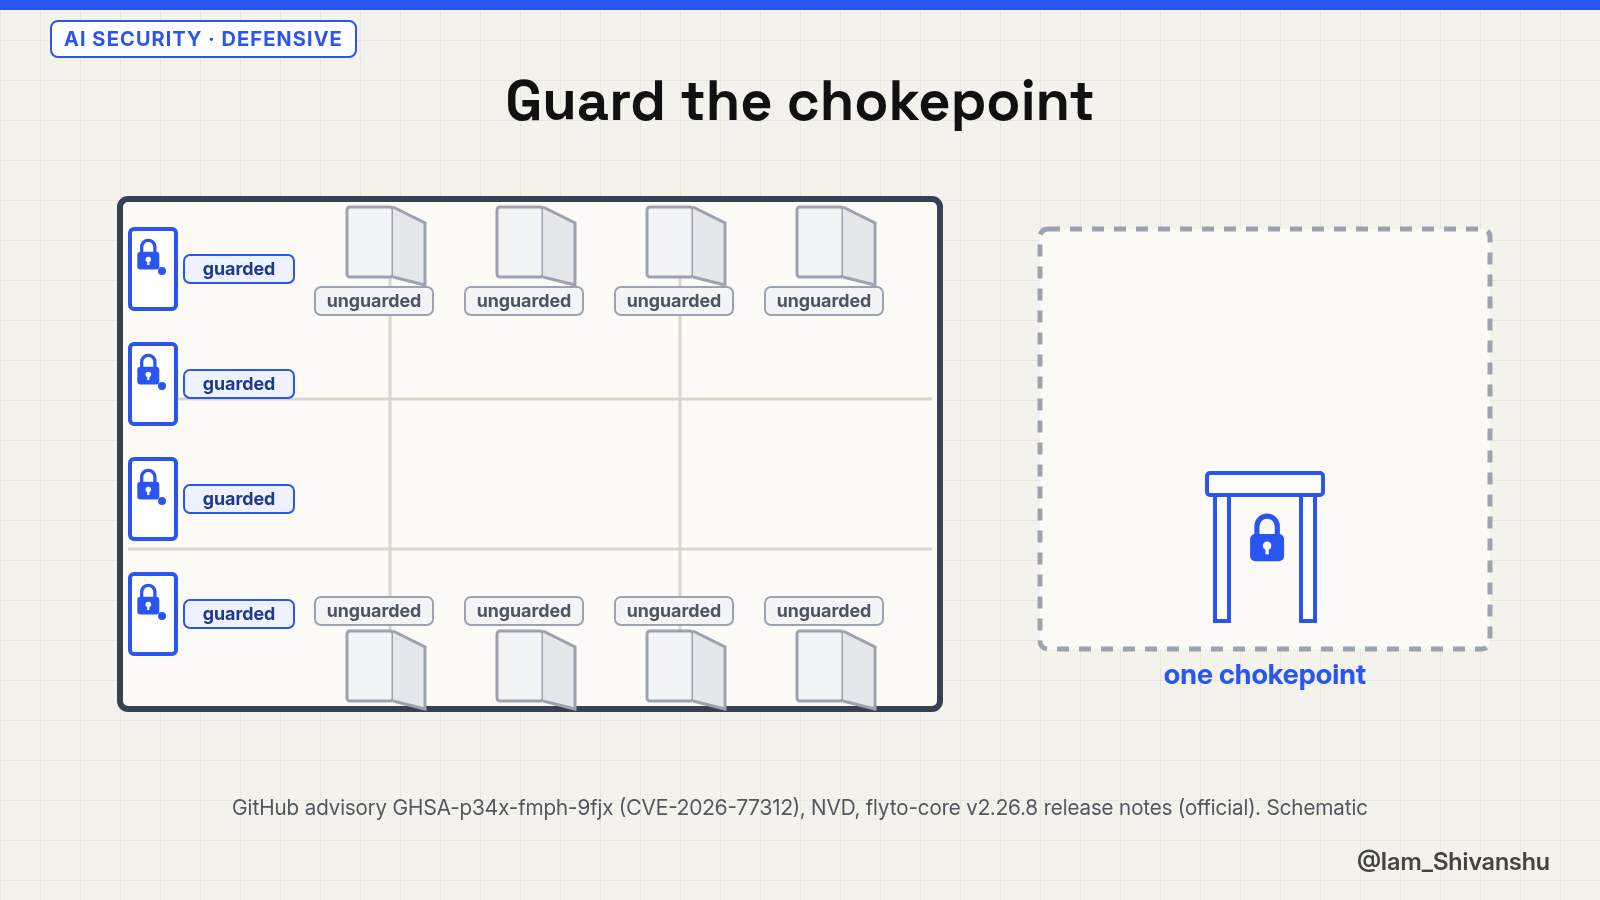 AI SECURITY · DEFENSIVE
Guard the chokepoint
guarded
unguarded
unguarded
unguarded
unguarded
guarded
guarded
guarded
unguarded
unguarded
unguarded
unguarded
one chokepoint
GitHub advisory GHSA-p34x-fmph-9fjx (CVE-2026-77312), NVD, flyto-core v2.26.8 release notes (official). Schematic
@Iam_Shivanshu